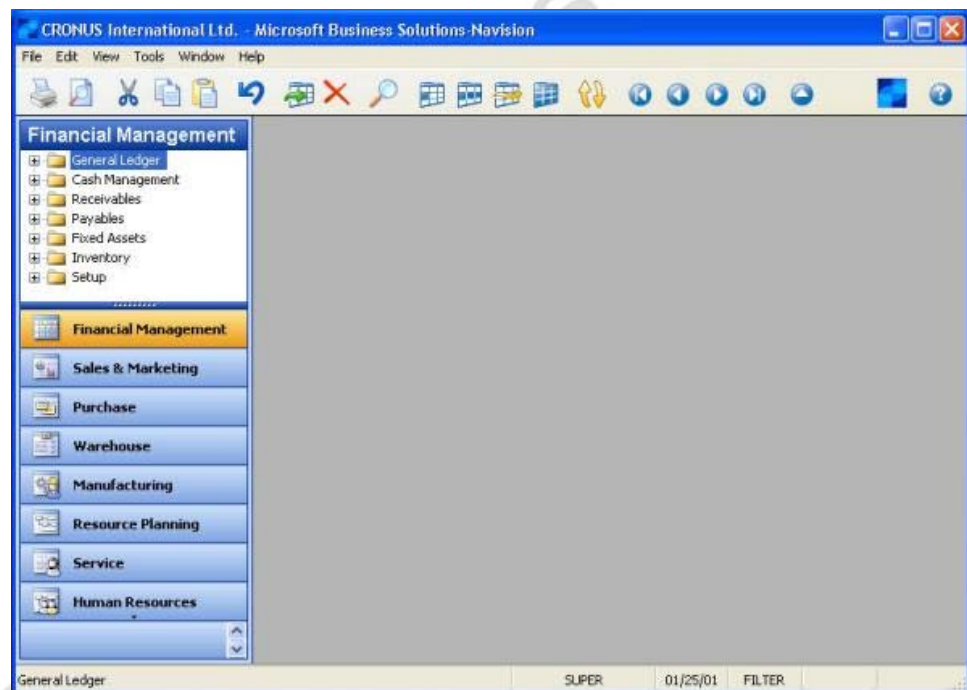 CRONUS International Ltd. - Microsoft Business Solutions-Navision
File Edit View Tools Window Help
Financial Management
General Ledger
Cash Management
Receivables
Payables
Fixed Assets
Inventory
Setup
Financial Management
Sales & Marketing
Purchase
Warehouse
Manufacturing
Resource Planning
Service
Human Resources
General Ledger SUPER 01/25/01 FILTER